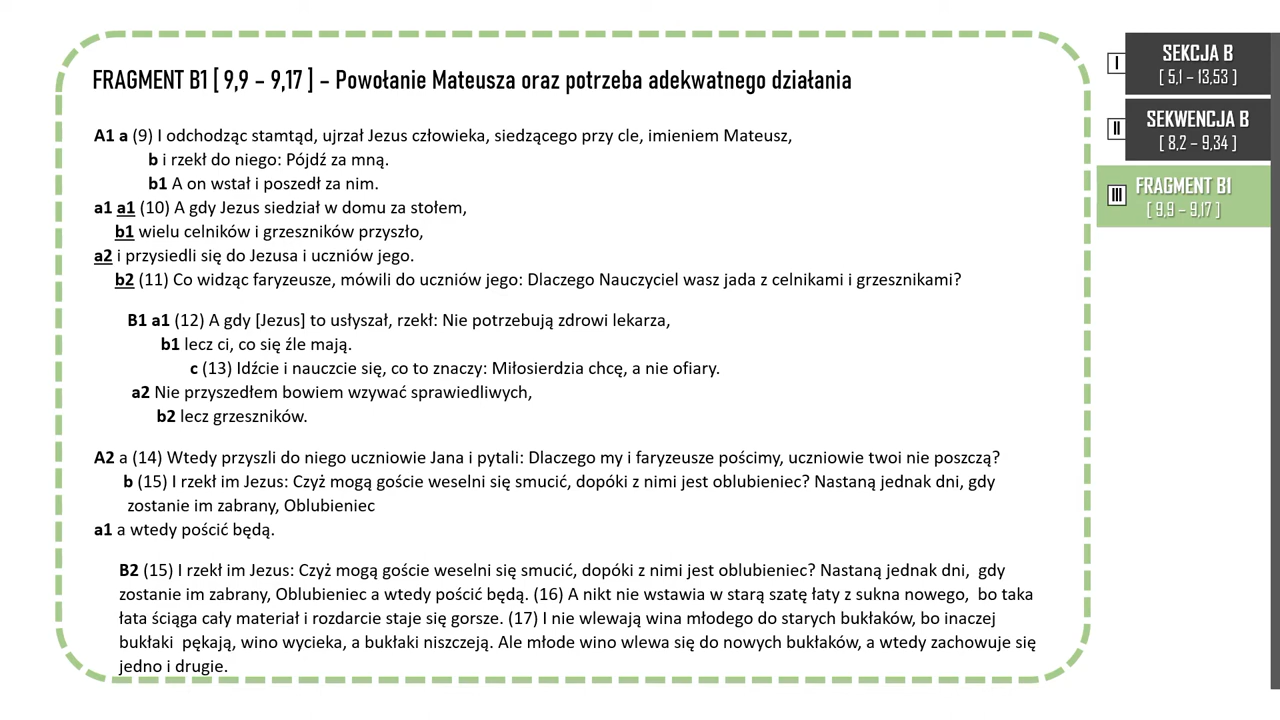 FRAGMENT B1 [ 9,9 – 9,17 ] – Powołanie Mateusza oraz potrzeba adekwatnego działania
A1 a (9) I odchodząc stamtąd, ujrzał Jezus człowieka, siedzącego przy cle, imieniem Mateusz,
b i rzekł do niego: Pójdź za mną.
b1 A on wstał i poszedł za nim.
a1 a1 (10) A gdy Jezus siedział w domu za stołem,
b1 wielu celników i grzeszników przyszło,
a2 i przysiedli się do Jezusa i uczniów jego.
b2 (11) Co widząc faryzeusze, mówili do uczniów jego: Dlaczego Nauczyciel wasz jada z celnikami i grzesznikami?
B1 a1 (12) A gdy [Jezus] to usłyszał, rzekł: Nie potrzebują zdrowi lekarza,
b1 lecz ci, co się źle mają.
c (13) Idźcie i nauczcie się, co to znaczy: Miłosierdzia chcę, a nie ofiary.
a2 Nie przyszedłem bowiem wzywać sprawiedliwych,
b2 lecz grzeszników.
A2 a (14) Wtedy przyszli do niego uczniowie Jana i pytali: Dlaczego my i faryzeusze pościmy, uczniowie twoi nie poszczą?
b (15) I rzekł im Jezus: Czyż mogą goście weselni się smucić, dopóki z nimi jest oblubieniec? Nastaną jednak dni, gdy
zostanie im zabrany, Oblubieniec
a1 a wtedy pościć będą.
B2 (15) I rzekł im Jezus: Czyż mogą goście weselni się smucić, dopóki z nimi jest oblubieniec? Nastaną jednak dni, gdy
zostanie im zabrany, Oblubieniec a wtedy pościć będą. (16) A nikt nie wstawia w starą szatę łaty z sukna nowego, bo taka
łata ściąga cały materiał i rozdarcie staje się gorsze. (17) I nie wlewają wina młodego do starych bukłaków, bo inaczej
bukłaki pękają, wino wycieka, a bukłaki niszczeją. Ale młode wino wlewa się do nowych bukłaków, a wtedy zachowuje się
jedno i drugie.
I
SEKCJA B
[ 5,1 – 13,53 ]
II
SEKWENCJA B
[ 8,2 – 9,34 ]
III
FRAGMENT B1
[ 9,9 – 9,17 ]